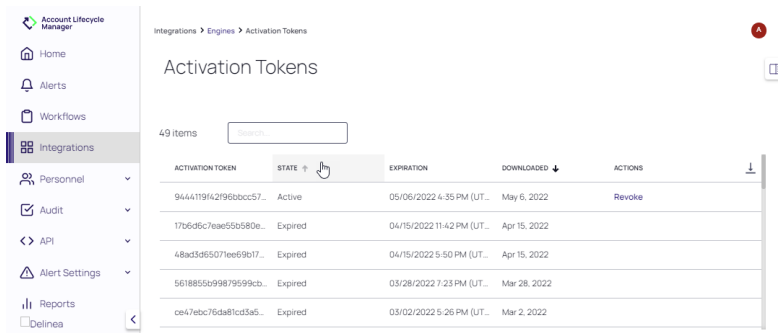 Account Lifecycle
Manager
Home
Alerts
Workflows
Integrations
Personnel
Audit
API
Alert Settings
Reports
Delinea
Integrations > Engines > Activation Tokens
A
Activation Tokens
49 items
Search...
ACTIVATION TOKEN STATE EXPIRATION DOWNLOADED ACTIONS
9444119f42f96bbcc57... Active 05/06/2022 4:35 PM (UT... May 6, 2022 Revoke
17b6d6c7eae55b580e... Expired 04/15/2022 11:42 PM (UT... Apr 15, 2022
48ad3d65071ee69b17... Expired 04/15/2022 5:50 PM (UT... Apr 15, 2022
5618855b99879599cb... Expired 03/28/2022 7:23 PM (UT... Mar 28, 2022
ce47ebc76da81cd3a5... Expired 03/02/2022 5:26 PM (UT... Mar 2, 2022